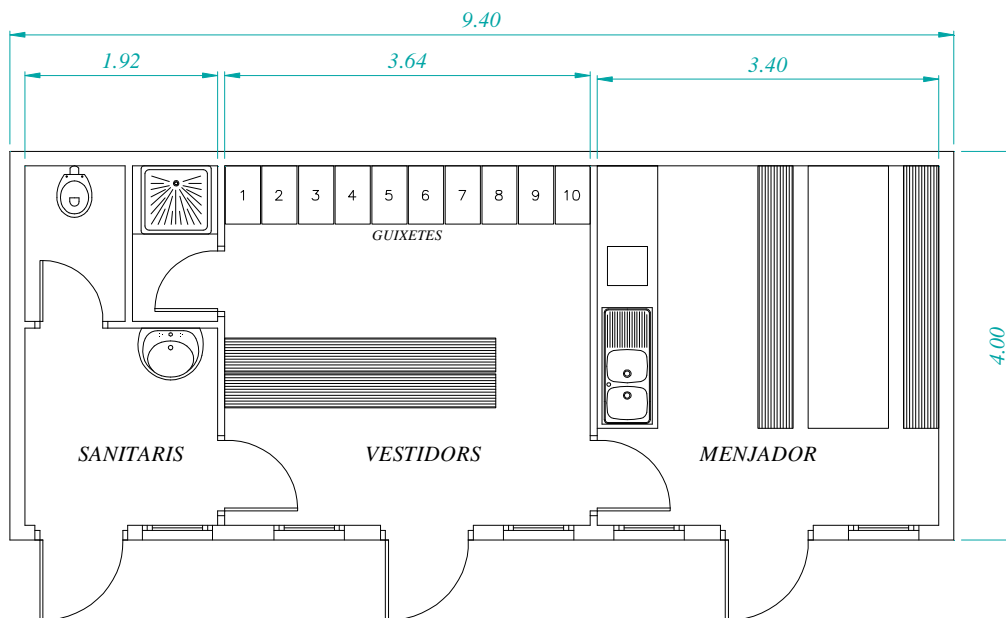 9.40
1.92
3.64
3.40
1 2 3 4 5 6 7 8 9 10
GUIXETES
4.00
SANITARIS
VESTIDORS
MENJADOR